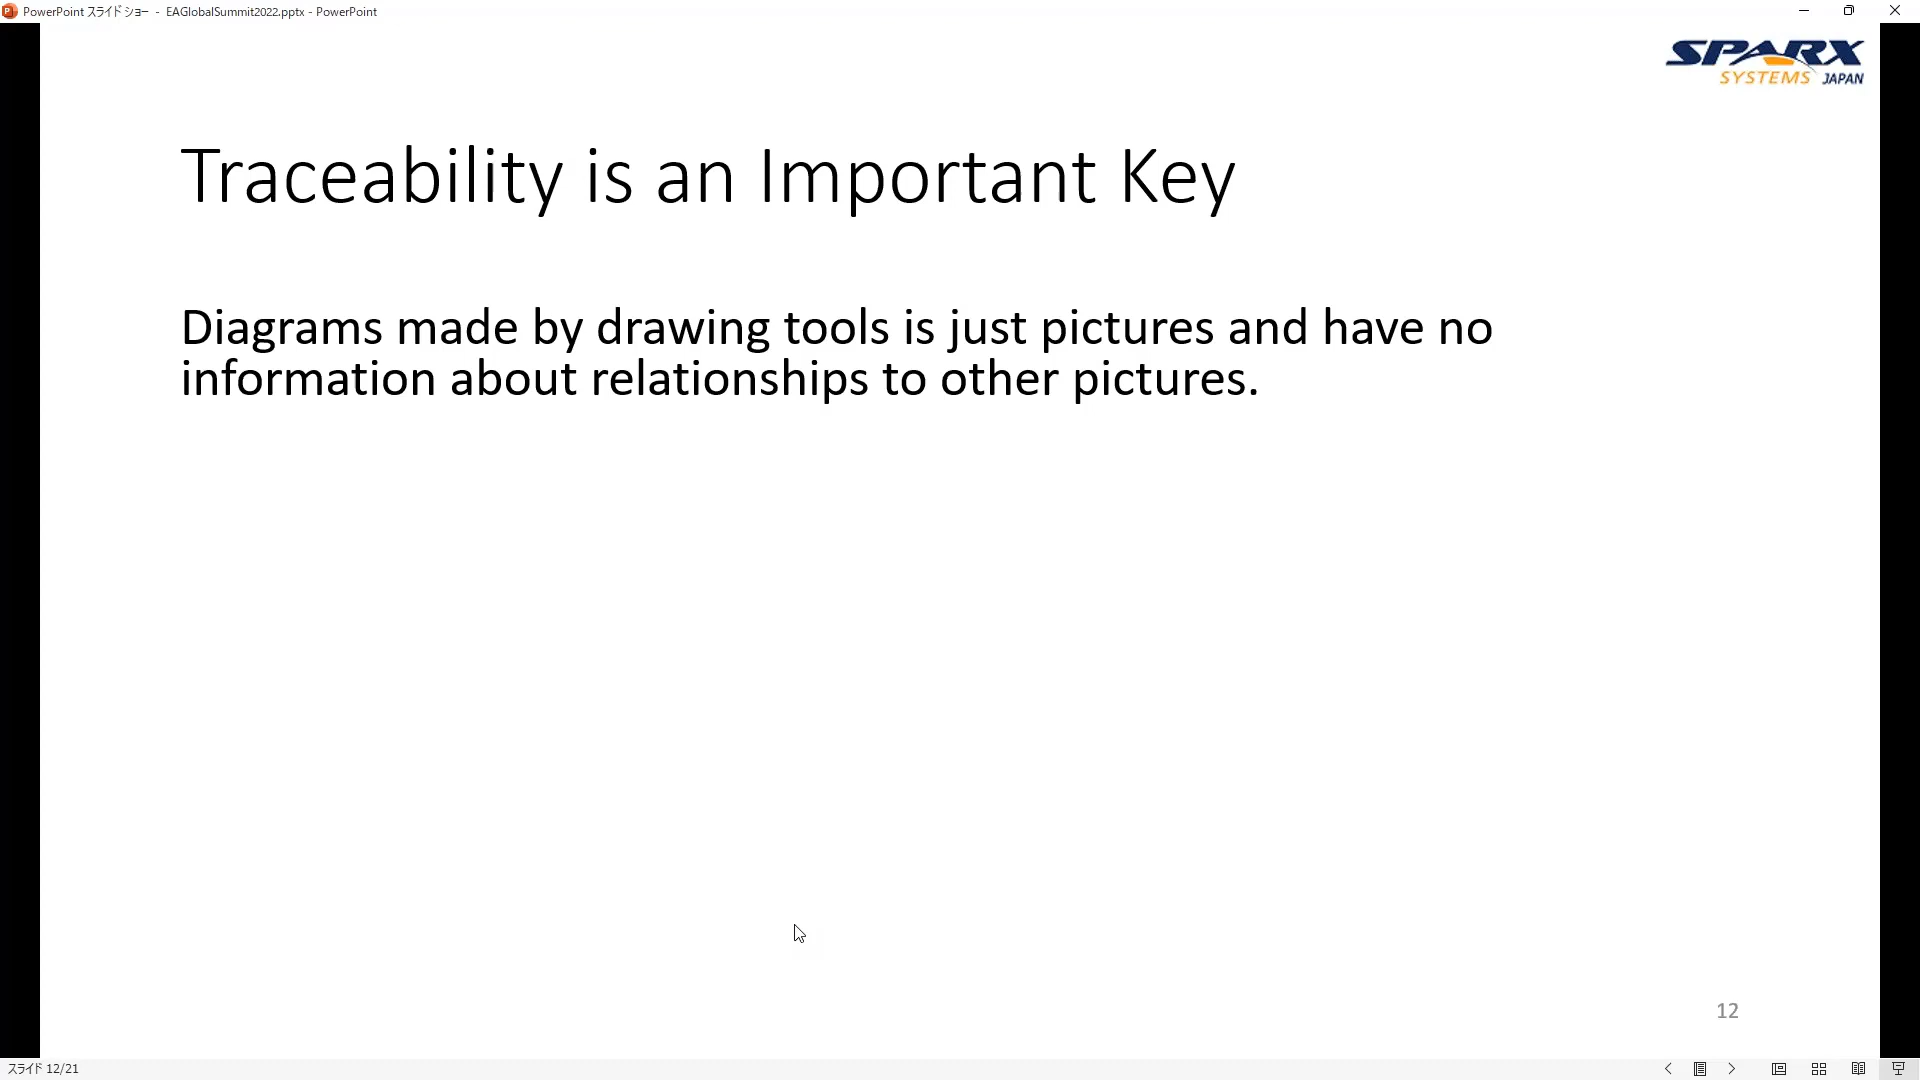 PowerPoint スライド ショー - EAGlobalSummit2022.pptx - PowerPoint
SPARX
SYSTEMS JAPAN
Traceability is an Important Key
Diagrams made by drawing tools is just pictures and have no
information about relationships to other pictures.
12
スライド 12/21